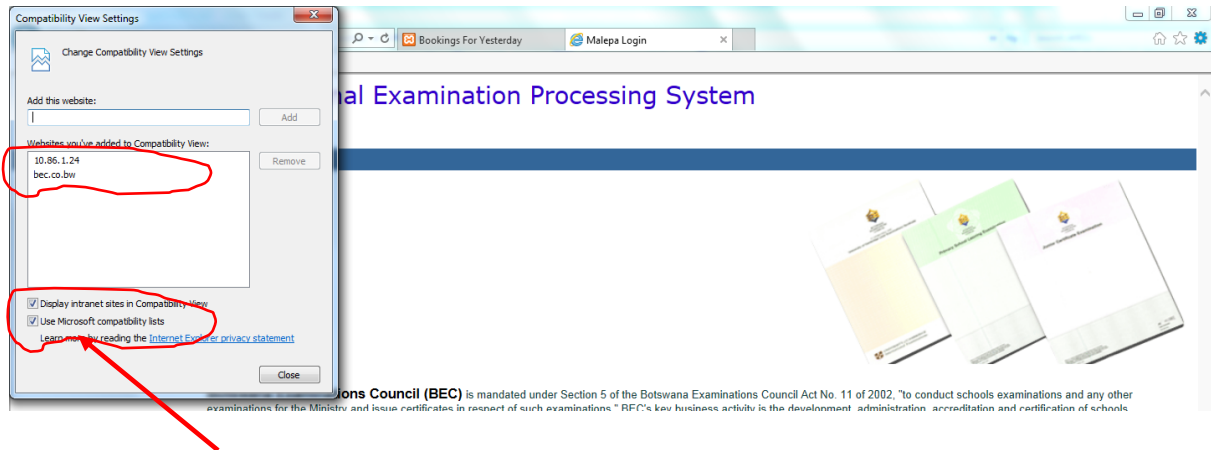 Compatibility View Settings
Bookings For Yesterday
Malepa Login
Change Compatibility View Settings
al Examination Processing System
Add this website:
Add
Websites you've added to Compatibility View:
10.86.1.24
Remove
bec.co.bw
Display intranet sites in Compatibility View
Use Microsoft compatibility lists
Learn more by reading the Internet Explorer privacy statement
Close
ions Council (BEC) is mandated under Section 5 of the Botswana Examinations Council Act No. 11 of 2002, "to conduct schools examinations and any other
examinations for the Ministry and issue certificates in respect of such examinations." BEC's key business activity is the development, administration, accreditation and certification of schools